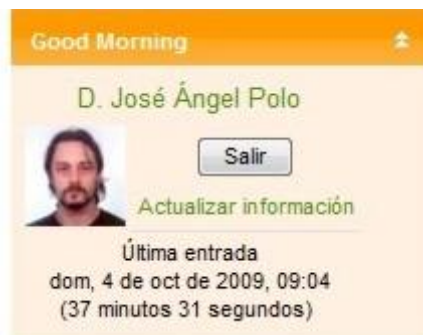 Good Morning
D. José Ángel Polo
Salir
Actualizar información
Última entrada
dom, 4 de oct de 2009, 09:04
(37 minutos 31 segundos)